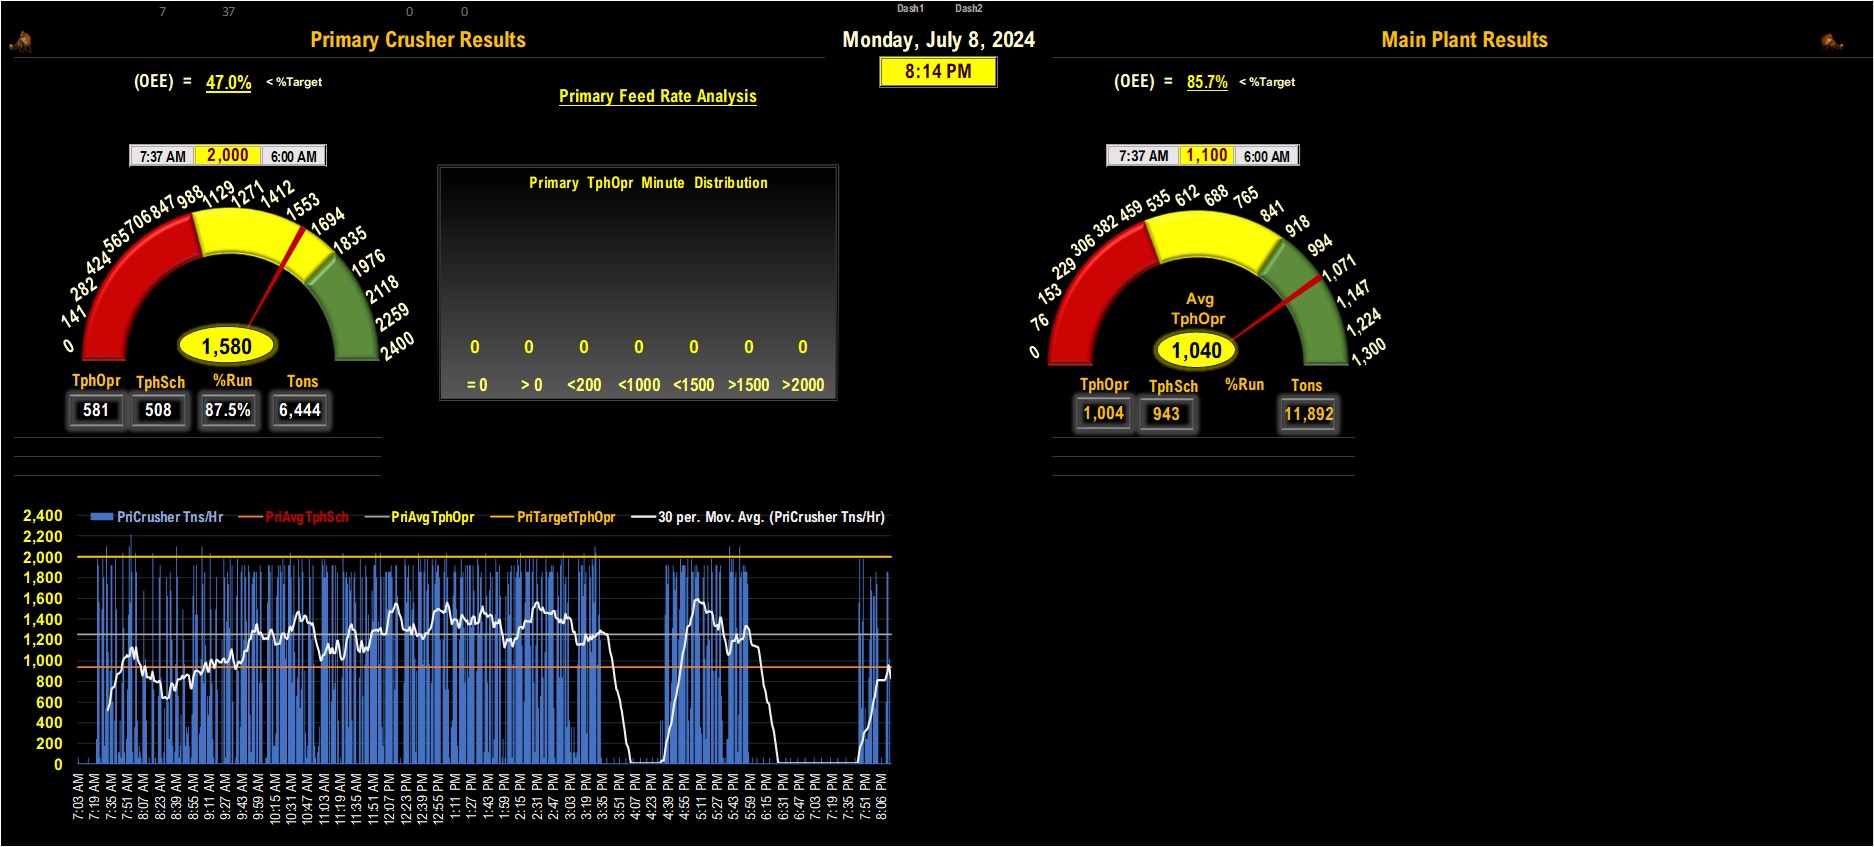 7 37 0 0 Dash1 Dash2
Primary Crusher Results
Monday, July 8, 2024
Main Plant Results
8:14 PM
(OEE) = 47.0% < %Target
Primary Feed Rate Analysis
(OEE) = 85.7% < %Target
7:37 AM 2,000 6:00 AM
0 141 282 424 565 706 847 988 1129 1271 1412 1553 1694 1835 1976 2118 2259 2400
1,580
TphOpr TphSch %Run Tons
581 508 87.5% 6,444
Primary TphOpr Minute Distribution
0 0 0 0 0 0 0
= 0 > 0 <200 <1000 <1500 >1500 >2000
7:37 AM 1,100 6:00 AM
0 76 153 229 306 382 459 535 612 688 765 841 918 994 1,071 1,147 1,224 1,300
Avg
TphOpr
1,040
TphOpr TphSch %Run Tons
1,004 943 11,892
PriCrusher Tns/Hr PriAvgTphSch PriAvgTphOpr PriTargetTphOpr 30 per. Mov. Avg. (PriCrusher Tns/Hr)
2,400
2,200
2,000
1,800
1,600
1,400
1,200
1,000
800
600
400
200
0
7:03 AM 7:19 AM 7:35 AM 7:51 AM 8:07 AM 8:23 AM 8:39 AM 8:55 AM 9:11 AM 9:27 AM 9:43 AM 9:59 AM 10:15 AM 10:31 AM 10:47 AM 11:03 AM 11:19 AM 11:35 AM 11:51 AM 12:07 PM 12:23 PM 12:39 PM 12:55 PM 1:11 PM 1:27 PM 1:43 PM 1:59 PM 2:15 PM 2:31 PM 2:47 PM 3:03 PM 3:19 PM 3:35 PM 3:51 PM 4:07 PM 4:23 PM 4:39 PM 4:55 PM 5:11 PM 5:27 PM 5:43 PM 5:59 PM 6:15 PM 6:31 PM 6:47 PM 7:03 PM 7:19 PM 7:35 PM 7:51 PM 8:06 PM